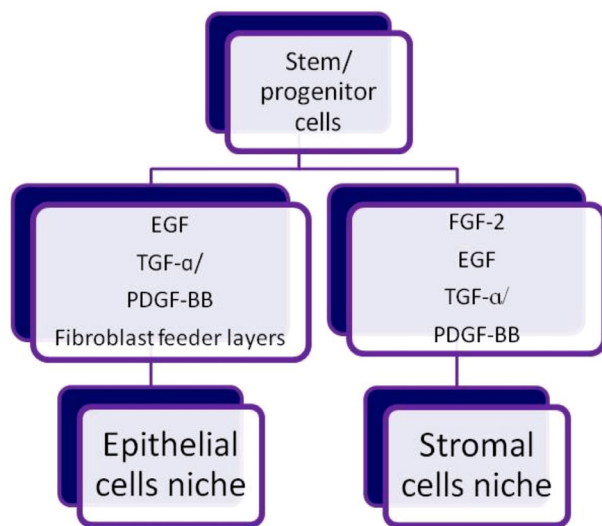 Stem/
progenitor
cells
EGF
TGF-α/
PDGF-BB
Fibroblast feeder layers
FGF-2
EGF
TGF-α/
PDGF-BB
Epithelial
cells niche
Stromal
cells niche